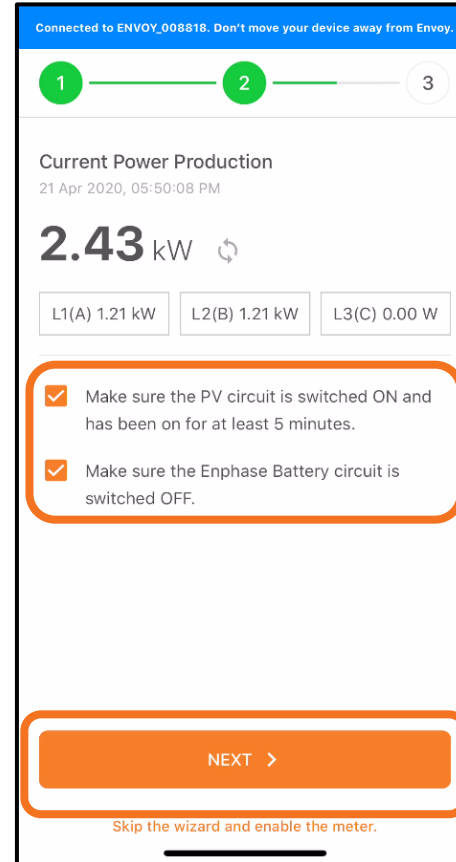 Connected to ENVOY_008818. Don't move your device away from Envoy.
1 2 3
Current Power Production
21 Apr 2020, 05:50:08 PM
2.43 kW
L1(A) 1.21 kW L2(B) 1.21 kW L3(C) 0.00 W
Make sure the PV circuit is switched ON and
has been on for at least 5 minutes.
Make sure the Enphase Battery circuit is
switched OFF.
NEXT >
Skip the wizard and enable the meter.